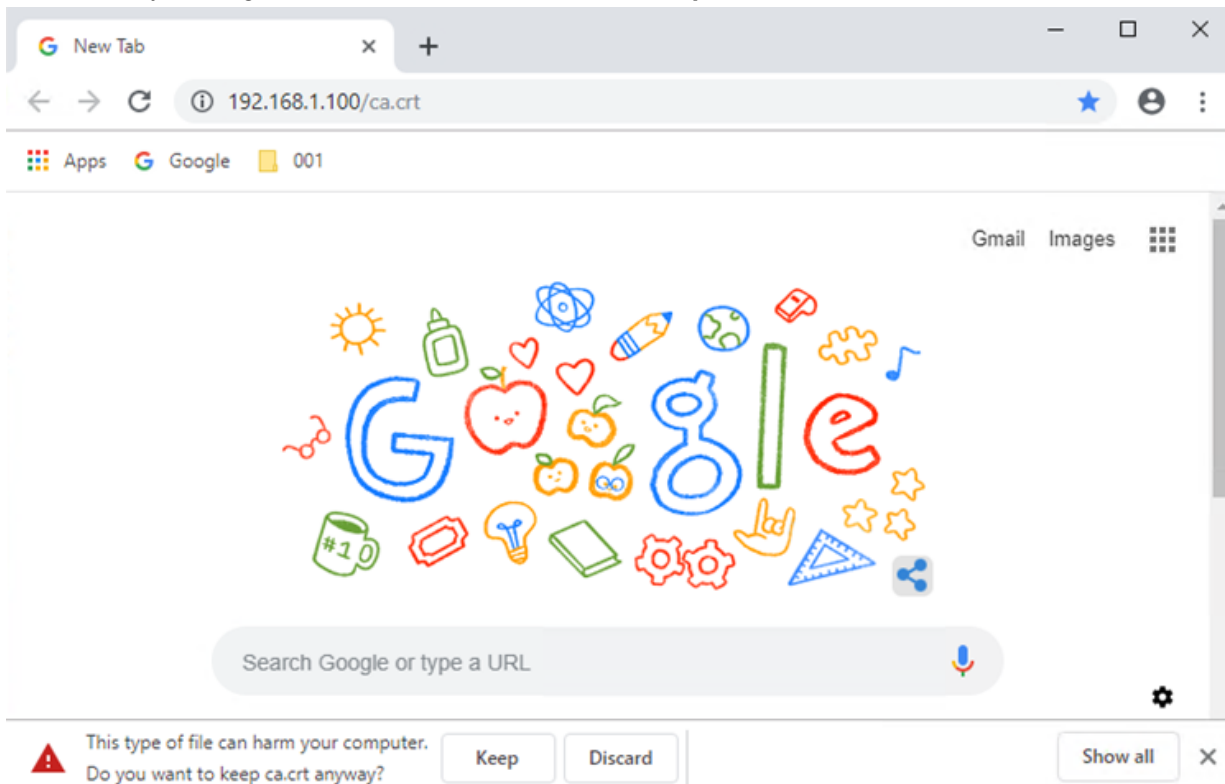 New Tab
192.168.1.100/ca.crt
Apps Google 001
Gmail Images
Google
#1
Search Google or type a URL
This type of file can harm your computer.
Do you want to keep ca.crt anyway?
Keep Discard Show all